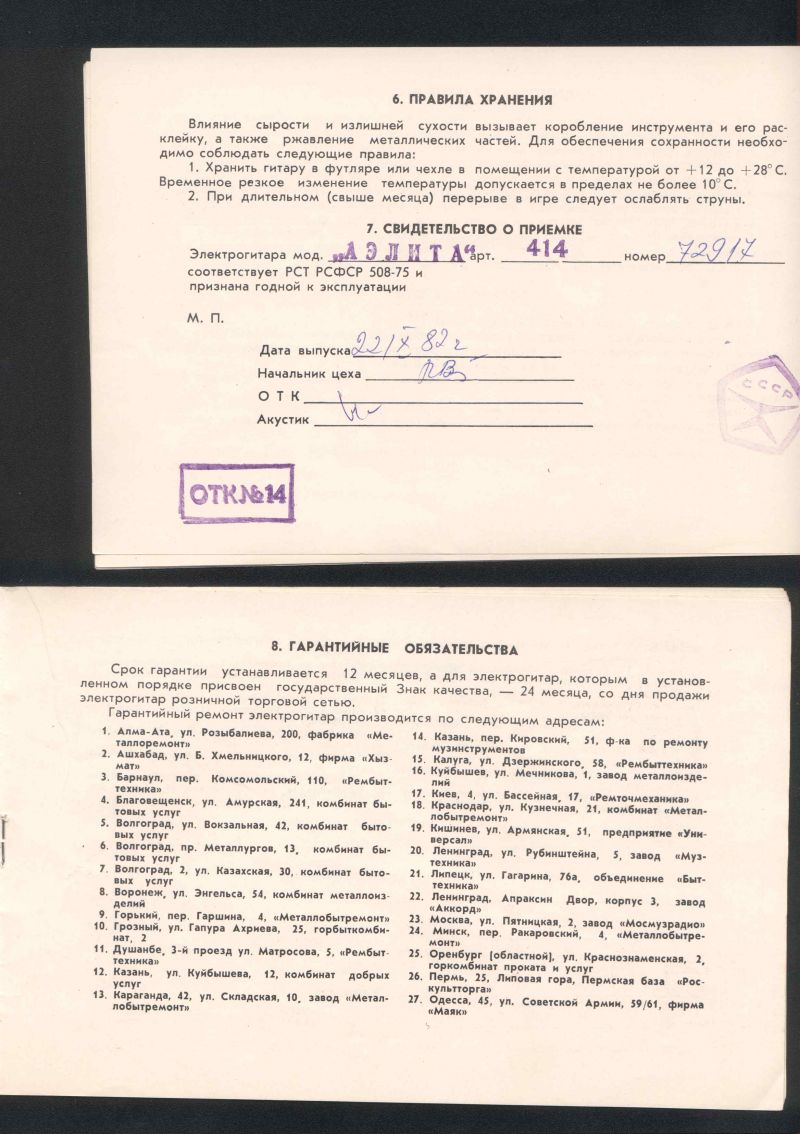 6. ПРАВИЛА ХРАНЕНИЯ
Влияние сырости и излишней сухости вызывает коробление инструмента и его рас-
клейку, а также ржавление металлических частей. Для обеспечения сохранности необхо-
димо соблюдать следующие правила:
1. Хранить гитару в футляре или чехле в помещении с температурой от +12 до +28°С.
Временное резкое изменение температуры допускается в пределах не более 10°С.
2. При длительном (свыше месяца) перерыве в игре следует ослаблять струны.
7. СВИДЕТЕЛЬСТВО О ПРИЕМКЕ
Электрогитара мод. „АЭЛИТА“ арт. 414 номер 72917
соответствует РСТ РСФСР 508-75 и
признана годной к эксплуатации
М. П.
Дата выпуска 22/X 82 г
Начальник цеха
О Т К
Акустик
СССР
ОТК№14
8. ГАРАНТИЙНЫЕ ОБЯЗАТЕЛЬСТВА
Срок гарантии устанавливается 12 месяцев, а для электрогитар, которым в установ-
ленном порядке присвоен государственный Знак качества, — 24 месяца, со дня продажи
электрогитар розничной торговой сетью.
Гарантийный ремонт электрогитар производится по следующим адресам:
1. Алма-Ата, ул. Розыбалиева, 200, фабрика «Ме-
таллоремонт»
2. Ашхабад, ул. Б. Хмельницкого, 12, фирма «Хыз-
мат»
3. Барнаул, пер. Комсомольский, 110, «Рембыт-
техника»
4. Благовещенск, ул. Амурская, 241, комбинат бы-
товых услуг
5. Волгоград, ул. Вокзальная, 42, комбинат быто-
вых услуг
6. Волгоград, пр. Металлургов, 13, комбинат бы-
товых услуг
7. Волгоград, 2, ул. Казахская, 30, комбинат быто-
вых услуг
8. Воронеж, ул. Энгельса, 54, комбинат металлоиз-
делий
9. Горький, пер. Гаршина, 4, «Металлобытремонт»
10. Грозный, ул. Гапура Ахриева, 25, горбыткомби-
нат, 2
11. Душанбе, 3-й проезд ул. Матросова, 5, «Рембыт-
техника»
12. Казань, ул. Куйбышева, 12, комбинат добрых
услуг
13. Караганда, 42, ул. Складская, 10, завод «Метал-
лобытремонт»
14. Казань, пер. Кировский, 51, ф-ка по ремонту
музинструментов
15. Калуга, ул. Дзержинского, 58, «Рембыттехника»
16. Куйбышев, ул. Мечникова, 1, завод металлоизде-
лий
17. Киев, 4, ул. Бассейная, 17, «Ремточмеханика»
18. Краснодар, ул. Кузнечная, 21, комбинат «Метал-
лобытремонт»
19. Кишинев, ул. Армянская, 51, предприятие «Уни-
версал»
20. Ленинград, ул. Рубинштейна, 5, завод «Муз-
техника»
21. Липецк, ул. Гагарина, 76а, объединение «Быт-
техника»
22. Ленинград, Апраксин Двор, корпус 3, завод
«Аккорд»
23. Москва, ул. Пятницкая, 2, завод «Мосмузрадио»
24. Минск, пер. Ракаровский, 4, «Металлобытре-
монт»
25. Оренбург (областной), ул. Краснознаменская, 2,
горкомбинат проката и услуг
26. Пермь, 25, Липовая гора, Пермская база «Рос-
культторга»
27. Одесса, 45, ул. Советской Армии, 59/61, фирма
«Маяк»